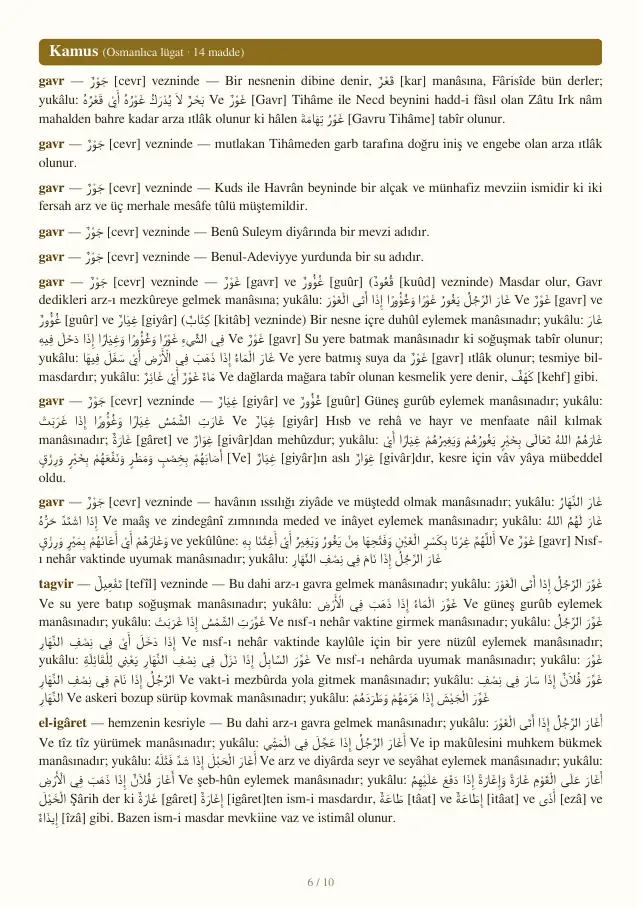 Kamus (Osmanlıca lügat · 14 madde)
gavr — جَوْرٌ [cevr] vezninde — Bir nesnenin dibine denir, قَعْرٌ [kar] manâsına, Fârisîde bün derler;
yukâlu: بَحْرٌ لاَ يُدْرَكُ غَوْرُهُ أَيْ قَعْرُهُ Ve غَوْرٌ [Gavr] Tihâme ile Necd beynini hadd-i fâsıl olan Zâtu Irk nâm
mahalden bahre kadar arza ıtlâk olunur ki hâlen غَوْرُ تِهَامَةَ [Gavru Tihame] tabîr olunur.
gavr — جَوْرٌ [cevr] vezninde — mutlakan Tihâmeden garb tarafına doğru iniş ve engebe olan arza ıtlâk
olunur.
gavr — جَوْرٌ [cevr] vezninde — Kuds ile Havrân beyninde bir alçak ve münhafiz mevziin ismidir ki iki
fersah arz ve üç merhale mesâfe tûlü müştemildir.
gavr — جَوْرٌ [cevr] vezninde — Benû Suleym diyârında bir mevzi adıdır.
gavr — جَوْرٌ [cevr] vezninde — Benul-Adeviyye yurdunda bir su adıdır.
gavr — جَوْرٌ [cevr] vezninde — غَوْرٌ [gavr] ve غُؤُورٌ [guûr] (قُعُودٌ [kuûd] vezninde) Masdar olur, Gavr
dedikleri arz-ı mezkûreye gelmek manâsına; yukâlu: غَارَ الرَّجُلُ يَغُورُ غَوْرًا وَغُؤُورًا إِذَا أَتَى الْغَوْرَ Ve غَوْرٌ [gavr] ve
غُؤُورٌ [guûr] ve غِيَارٌ [giyâr] (كِتَابٌ [kitâb] vezninde) Bir nesne içre duhûl eylemek manâsınadır; yukâlu: غَارَ
فِي الشَّيْءِ غَوْرًا وَغُؤُورًا وَغِيَارًا إِذَا دَخَلَ فِيهِ Ve غَوْرٌ [gavr] Su yere batmak manâsınadır ki soğuşmak tabîr olunur;
yukâlu: غَارَ الْمَاءُ إِذَا ذَهَبَ فِي الْأَرْضِ أَيْ سَفَلَ فِيهَا Ve yere batmış suya da غَوْرٌ [gavr] ıtlâk olunur; tesmiye bil-
masdardır; yukâlu: مَاءٌ غَوْرٌ أَيْ غَائِرٌ Ve dağlarda mağara tabîr olunan kesmelik yere denir, كَهْفٌ [kehf] gibi.
gavr — جَوْرٌ [cevr] vezninde — غِيَارٌ [giyâr] ve غُؤُورٌ [guûr] Güneş gurûb eylemek manâsınadır; yukâlu:
غَارَتِ الشَّمْسُ غِيَارًا وَغُؤُورًا إِذَا غَرَبَتْ Ve غِيَارٌ [giyâr] Hısb ve rehâ ve hayr ve menfaate nâil kılmak
manâsınadır; غَارَةٌ [gâret] ve غِوَارٌ [givâr]dan mehûzdur; yukâlu: غَارَهُمُ اللهُ تَعَالَى بِخَيْرٍ يَغُورُهُمْ وَيَغِيرُهُمْ غِيَارًا أَيْ
أَصَابَهُمْ بِخِصْبٍ وَمَطَرٍ وَنَفَعَهُمْ بِخَيْرٍ وَرِزْقٍ [Ve] غِيَارٌ [giyâr]ın aslı غِوَارٌ [givâr]dır, kesre için vâv yâya mübeddel
oldu.
gavr — جَوْرٌ [cevr] vezninde — havânın ıssılığı ziyâde ve müştedd olmak manâsınadır; yukâlu: غَارَ النَّهَارُ
إِذَا اشْتَدَّ حَرُّهُ Ve maâş ve zindegânî zımnında meded ve inâyet eylemek manâsınadır; yukâlu: غَارَ لَهُمُ اللهُ
وَغَارَهُمْ أَيْ أَعَانَهُمْ بِمَيْرٍ وَرِزْقٍ ve yekûlûne: أَللَّهُمَّ غِرْنَا بِكَسْرِ الْغَيْنِ وَفَتْحِهَا مِنْ يَغُورُ وَيَغِيرُ أَيْ أَغِثْنَا بِهِ Ve غَوْرٌ [gavr] Nısf-
ı nehâr vaktinde uyumak manâsınadır; yukâlu: غَارَ الرَّجُلُ إِذَا نَامَ فِي نِصْفِ النَّهَارِ
tagvir — تَفْعِيلٌ [tefîl] vezninde — Bu dahi arz-ı gavra gelmek manâsınadır; yukâlu: غَوَّرَ الرَّجُلُ إِذَا أَتَى الْغَوْرَ
Ve su yere batıp soğuşmak manâsınadır; yukâlu: غَوَّرَ الْمَاءُ إِذَا ذَهَبَ فِي الْأَرْضِ Ve güneş gurûb eylemek
manâsınadır; yukâlu: غَوَّرَتِ الشَّمْسُ إِذَا غَرَبَتْ Ve nısf-ı nehâr vaktine girmek manâsınadır; yukâlu: غَوَّرَ الرَّجُلُ
إِذَا دَخَلَ أَيْ فِي نِصْفِ النَّهَارِ Ve nısf-ı nehâr vaktinde kaylûle için bir yere nüzûl eylemek manâsınadır;
yukâlu: غَوَّرَ السَّابِلُ إِذَا نَزَلَ فِي نِصْفِ النَّهَارِ يَعْنِي لِلْقَائِلَةِ Ve nısf-ı nehârda uyumak manâsınadır; yukâlu: غَوَّرَ
الرَّجُلُ إِذَا نَامَ فِي نِصْفِ النَّهَارِ Ve vakt-i mezbûrda yola gitmek manâsınadır; yukâlu: غَوَّرَ فُلاَنٌ إِذَا سَارَ فِي نِصْفِ
النَّهَارِ Ve askeri bozup sürüp kovmak manâsınadır; yukâlu: غَوَّرَ الْجَيْشَ إِذَا هَزَمَهُمْ وَطَرَدَهُمْ
el-igâret — hemzenin kesriyle — Bu dahi arz-ı gavra gelmek manâsınadır; yukâlu: أَغَارَ الرَّجُلُ إِذَا أَتَى الْغَوْرَ
Ve tîz tîz yürümek manâsınadır; yukâlu: أَغَارَ الرَّجُلُ إِذَا عَجَّلَ فِي الْمَشْيِ Ve ip makûlesini muhkem bükmek
manâsınadır; yukâlu: أَغَارَ الْحَبْلَ إِذَا شَدَّ فَتْلَهُ Ve arz ve diyârda seyr ve seyâhat eylemek manâsınadır; yukâlu:
أَغَارَ فُلاَنٌ إِذَا ذَهَبَ فِي الْأَرْضِ Ve şeb-hûn eylemek manâsınadır; yukâlu: أَغَارَ عَلَى الْقَوْمِ غَارَةً وَإِغَارَةً إِذَا دَفَعَ عَلَيْهِمُ
الْخَيْلَ Şârih der ki غَارَةٌ [gâret] إِغَارَةٌ [igâret]ten ism-i masdardır, طَاعَةٌ [tâat] ve إِطَاعَةٌ [itâat] ve أَذًى [ezâ] ve
إِيذَاءٌ [îzâ] gibi. Bazen ism-i masdar mevkiine vaz ve istimâl olunur.
6 / 10